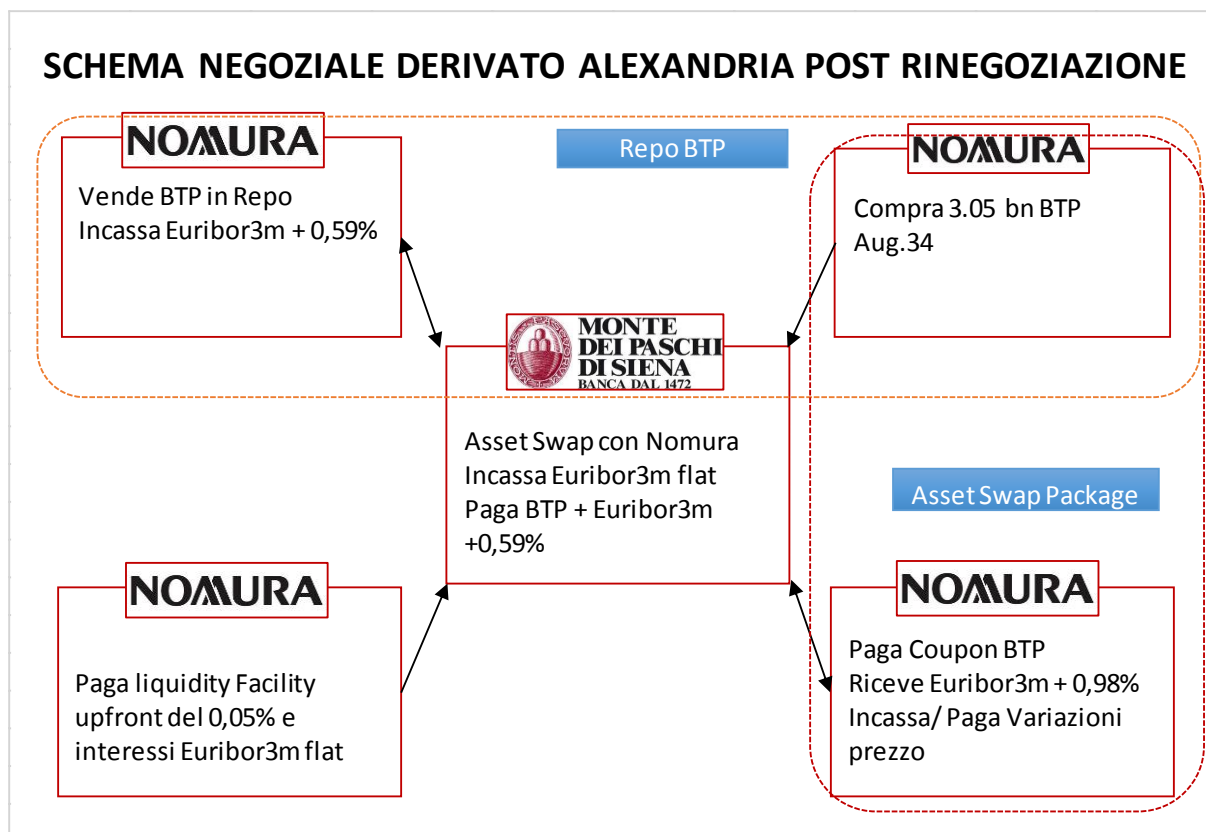 SCHEMA NEGOZIALE DERIVATO ALEXANDRIA POST RINEGOZIAZIONE
NOMURA
Vende BTP in Repo
Incassa Euribor3m + 0,59%
Repo BTP
NOMURA
Compra 3.05 bn BTP
Aug.34
MONTE
DEI PASCHI
DI SIENA
BANCA DAL 1472
Asset Swap con Nomura
Incassa Euribor3m flat
Paga BTP + Euribor3m
+0,59%
Asset Swap Package
NOMURA
Paga liquidity Facility
upfront del 0,05% e
interessi Euribor3m flat
NOMURA
Paga Coupon BTP
Riceve Euribor3m + 0,98%
Incassa/ Paga Variazioni
prezzo